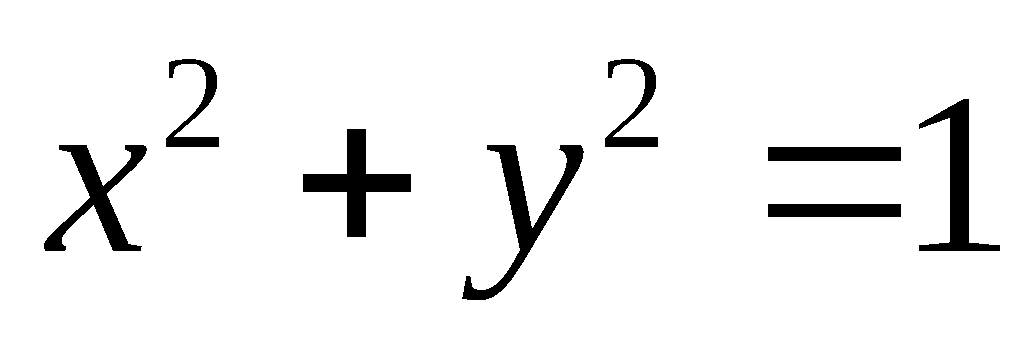 x² + y² = 1